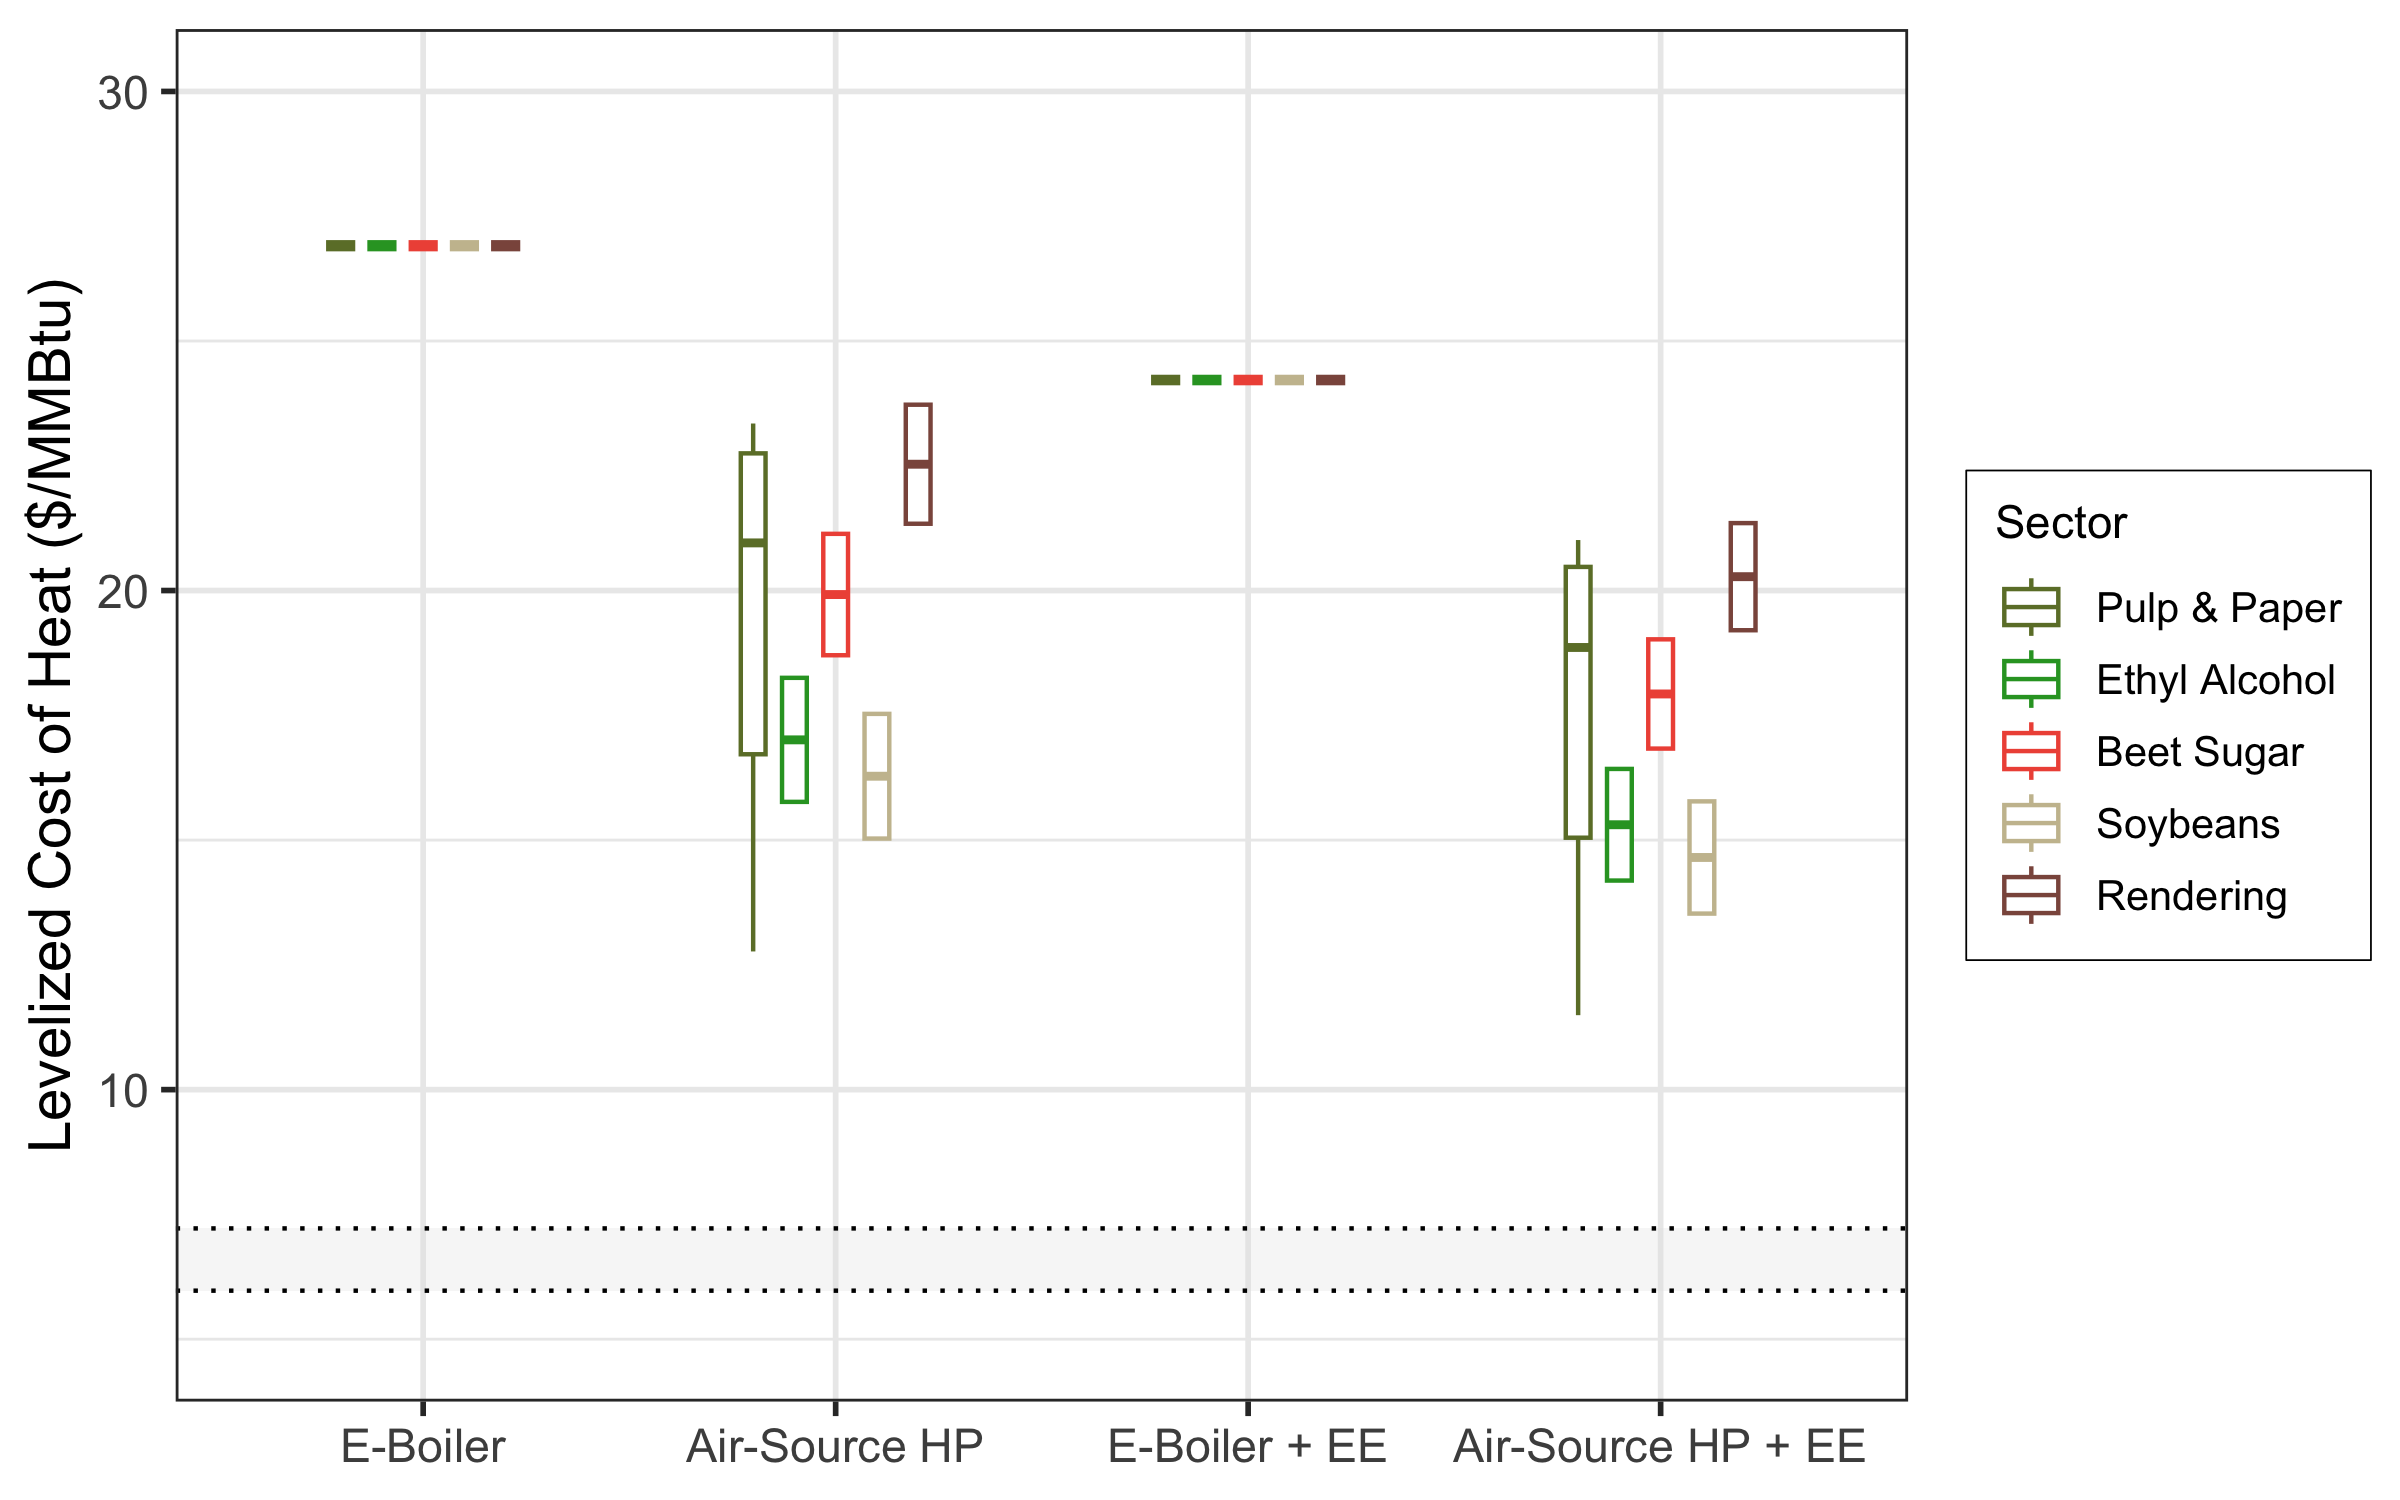 Levelized Cost of Heat ($/MMBtu)
30
20
10
E-Boiler
Air-Source HP
E-Boiler + EE
Air-Source HP + EE
Sector
Pulp & Paper
Ethyl Alcohol
Beet Sugar
Soybeans
Rendering